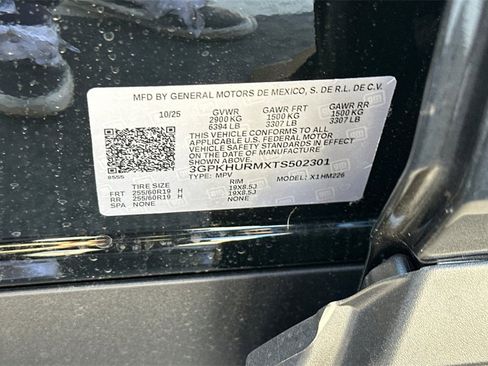 MFD BY GENERAL MOTORS DE MEXICO, S. DE R.L. DE C.V.
10/25 GVWR GAWR FRT GAWR RR
2900 KG 1500 KG 1500 KG
6394 LB 3307 LB 3307 LB
THIS VEHICLE CONFORMS TO ALL
APPLICABLE U.S. FEDERAL MOTOR
VEHICLE SAFETY STANDARDS IN EFFECT
ON THE DATE OF MANUFACTURE
SHOWN ABOVE.
3GPKHURMXTS502301
TYPE: MPV MODEL: X1HM226
TIRE SIZE RIM
FRT 255/60R19 H 19X8.5J
RR 255/60R19 H 19X8.5J
SPA NONE NONE